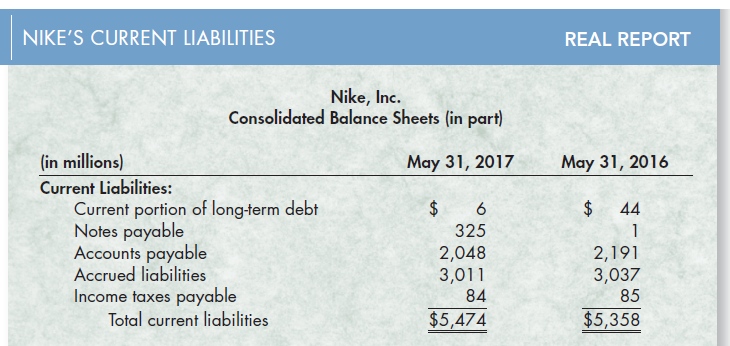 NIKE'S CURRENT LIABILITIES REAL REPORT
Nike, Inc.
Consolidated Balance Sheets (in part)
(in millions) May 31, 2017 May 31, 2016
Current Liabilities:
Current portion of long-term debt $ 6 $ 44
Notes payable 325 1
Accounts payable 2,048 2,191
Accrued liabilities 3,011 3,037
Income taxes payable 84 85
Total current liabilities $5,474 $5,358